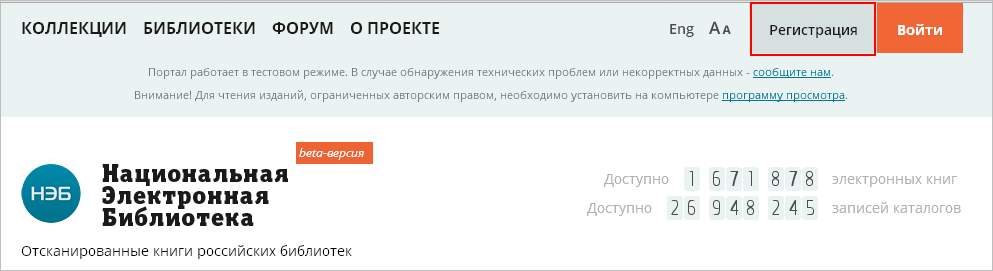 КОЛЛЕКЦИИ БИБЛИОТЕКИ ФОРУМ О ПРОЕКТЕ Eng АА Регистрация Войти
Портал работает в тестовом режиме. В случае обнаружения технических проблем или некорректных данных - сообщите нам.
Внимание! Для чтения изданий, ограниченных авторским правом, необходимо установить на компьютере программу просмотра.
beta-версия
НЭБ
Национальная
Электронная
Библиотека
Доступно 1 671 878 электронных книг
Доступно 26 948 245 записей каталогов
Отсканированные книги российских библиотек